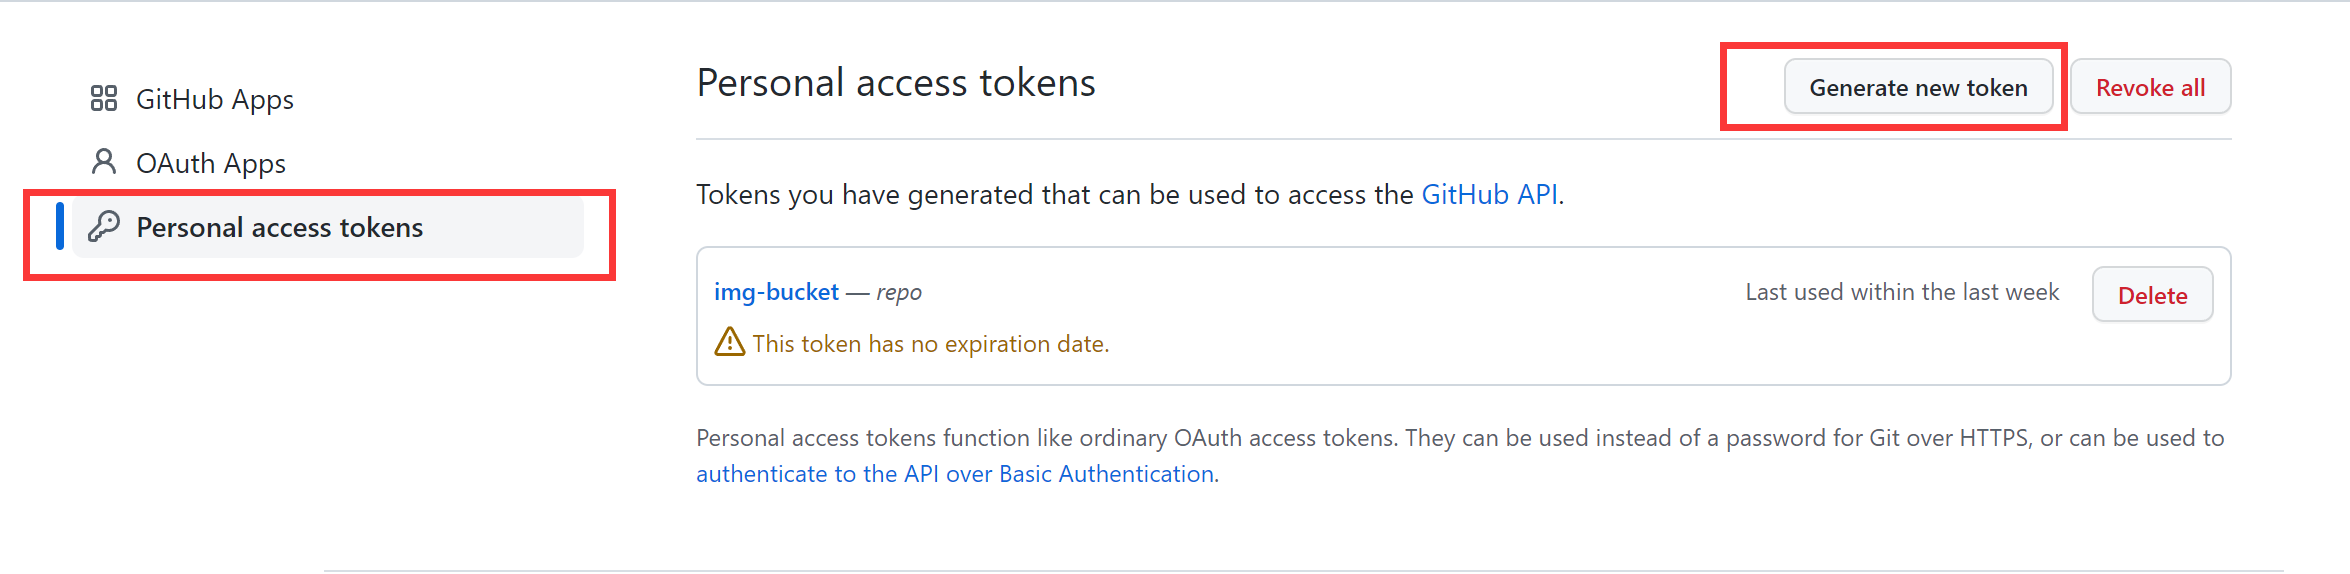 GitHub Apps
OAuth Apps
Personal access tokens
Personal access tokens
Generate new token
Revoke all
Tokens you have generated that can be used to access the GitHub API.
img-bucket — repo
Last used within the last week
Delete
This token has no expiration date.
Personal access tokens function like ordinary OAuth access tokens. They can be used instead of a password for Git over HTTPS, or can be used to
authenticate to the API over Basic Authentication.